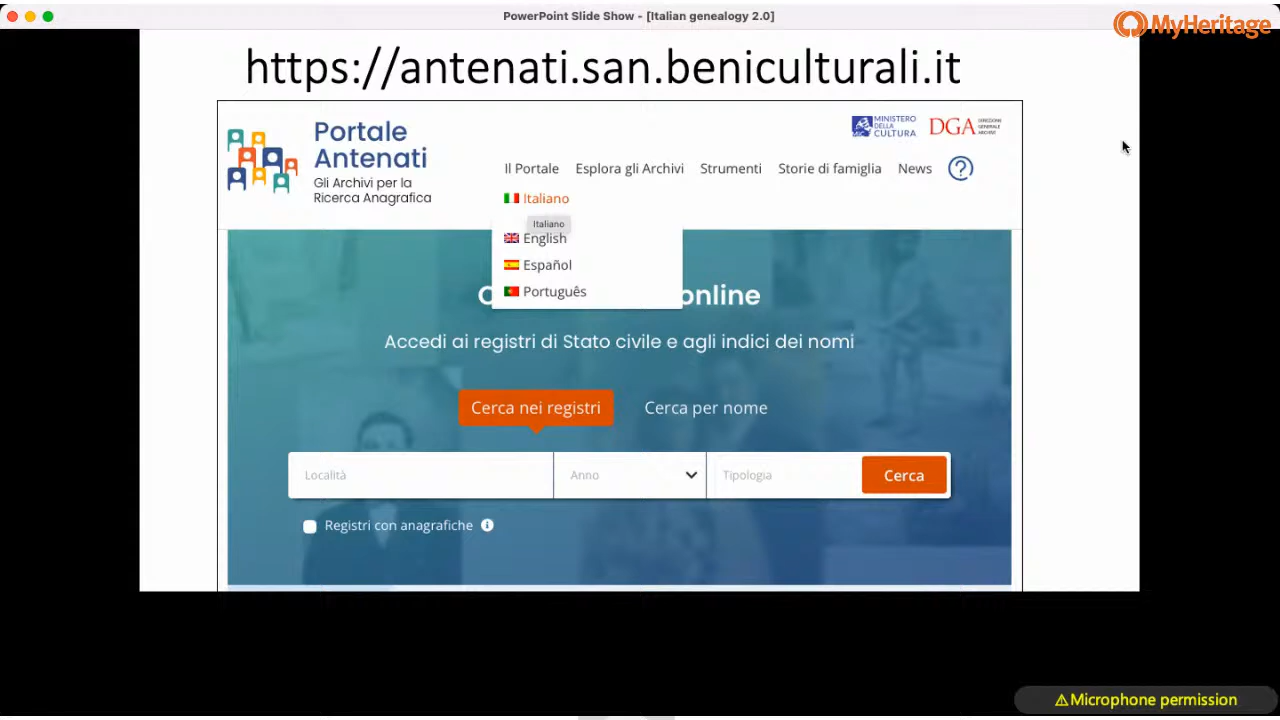 PowerPoint Slide Show - [Italian genealogy 2.0]
MyHeritage
https://antenati.san.beniculturali.it
Portale
Antenati
Gli Archivi per la
Ricerca Anagrafica
MINISTERO
DELLA
CULTURA
DGA
DIREZIONE
GENERALE
ARCHIVI
Il Portale
Esplora gli Archivi
Strumenti
Storie di famiglia
News
?
Italiano
Italiano
English
Español
Português
online
Accedi ai registri di Stato civile e agli indici dei nomi
Cerca nei registri
Cerca per nome
Località
Anno
Tipologia
Cerca
Registri con anagrafiche
Microphone permission